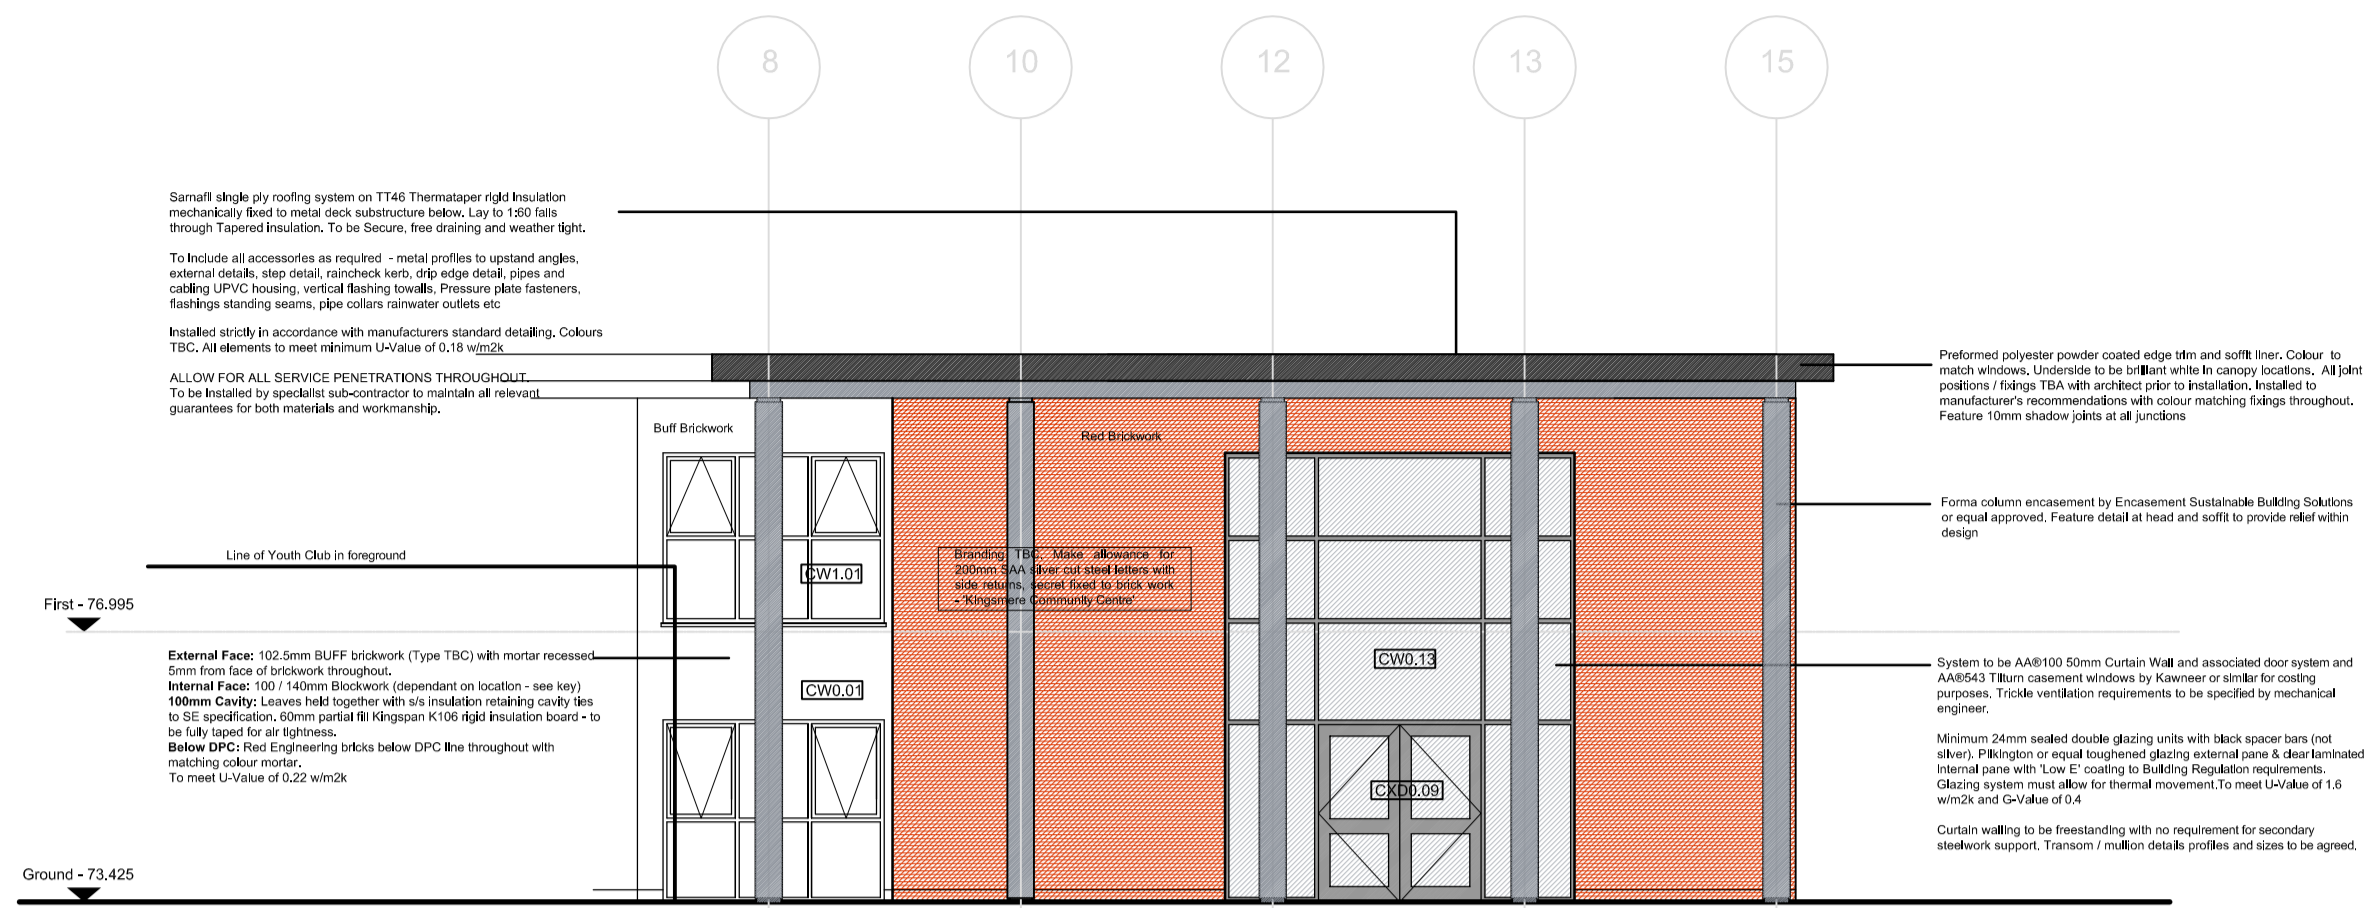 8
10
12
13
15
Sarnafil single ply roofing system on TT46 Thermataper rigid insulation
mechanically fixed to metal deck substructure below. Lay to 1:60 falls
through Tapered insulation. To be Secure, free draining and weather tight.
To include all accessories as required - metal profiles to upstand angles,
external details, step detail, raincheck kerb, drip edge detail, pipes and
cabling UPVC housing, vertical flashing towalls, Pressure plate fasteners,
flashings standing seams, pipe collars rainwater outlets etc
Installed strictly in accordance with manufacturers standard detailing. Colours
TBC. All elements to meet minimum U-Value of 0.18 w/m2k
ALLOW FOR ALL SERVICE PENETRATIONS THROUGHOUT.
To be installed by specialist sub-contractor to maintain all relevant
guarantees for both materials and workmanship.
Preformed polyester powder coated edge trim and soffit liner. Colour to
match windows. Underside to be brilliant white in canopy locations. All joint
positions / fixings TBA with architect prior to installation. Installed to
manufacturer's recommendations with colour matching fixings throughout.
Feature 10mm shadow joints at all junctions
Buff Brickwork
Red Brickwork
Forma column encasement by Encasement Sustainable Building Solutions
or equal approved. Feature detail at head and soffit to provide relief within
design
Line of Youth Club in foreground
Branding TBC. Make allowance for
200mm SAA silver cut steel letters with
side returns, secret fixed to brick work
- 'Kingsmere Community Centre'
CW1.01
First - 76.995
External Face: 102.5mm BUFF brickwork (Type TBC) with mortar recessed
5mm from face of brickwork throughout.
Internal Face: 100 / 140mm Blockwork (dependant on location - see key)
100mm Cavity: Leaves held together with s/s insulation retaining cavity ties
to SE specification. 60mm partial fill Kingspan K106 rigid insulation board - to
be fully taped for air tightness.
Below DPC: Red Engineering bricks below DPC line throughout with
matching colour mortar.
To meet U-Value of 0.22 w/m2k
CW0.01
CW0.13
CXD0.09
System to be AA®100 50mm Curtain Wall and associated door system and
AA®543 Tilturn casement windows by Kawneer or similar for costing
purposes. Trickle ventilation requirements to be specified by mechanical
engineer.
Minimum 24mm sealed double glazing units with black spacer bars (not
silver). Pilkington or equal toughened glazing external pane & clear laminated
internal pane with 'Low E' coating to Building Regulation requirements.
Glazing system must allow for thermal movement.To meet U-Value of 1.6
w/m2k and G-Value of 0.4
Curtain walling to be freestanding with no requirement for secondary
steelwork support. Transom / mullion details profiles and sizes to be agreed.
Ground - 73.425